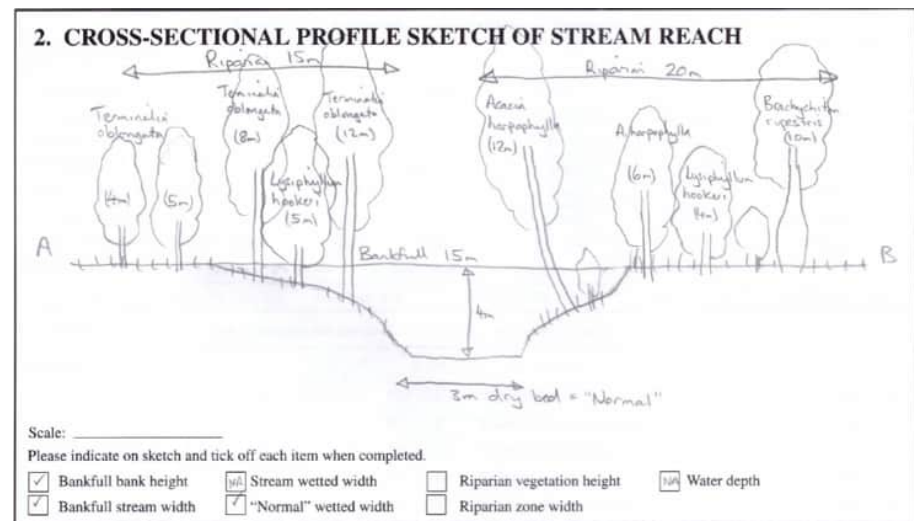 2. CROSS-SECTIONAL PROFILE SKETCH OF STREAM REACH
Riparian 15m
Riparian 20m
Terminalia
oblongata
Terminalia
oblongata
(8m)
Terminalia
oblongata
(12m)
Acacia
harpophylla
(12m)
A. harpophylla
(6m)
Brachychiton
rupestris
(10m)
(4m)
(5m)
Lysiphyllum
hookeri
(5m)
Lysiphyllum
hookeri
4m)
A
Bankfull 15m
B
4m
3m dry bed = "Normal"
Scale:
Please indicate on sketch and tick off each item when completed.
Bankfull bank height
NA Stream wetted width
Riparian vegetation height
NA Water depth
Bankfull stream width
"Normal" wetted width
Riparian zone width